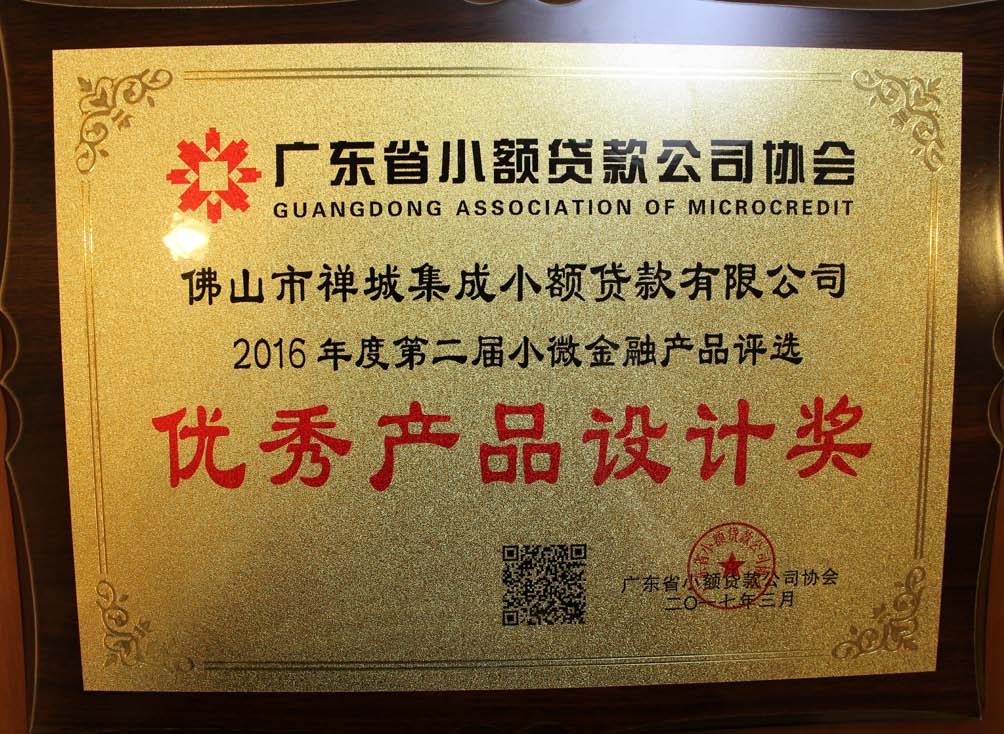 广东省小额贷款公司协会
GUANGDONG ASSOCIATION OF MICROCREDIT
佛山市禅城集成小额贷款有限公司
2016年度第二届小微金融产品评选
优秀产品设计奖
广东省小额贷款公司协会
二〇一七年三月